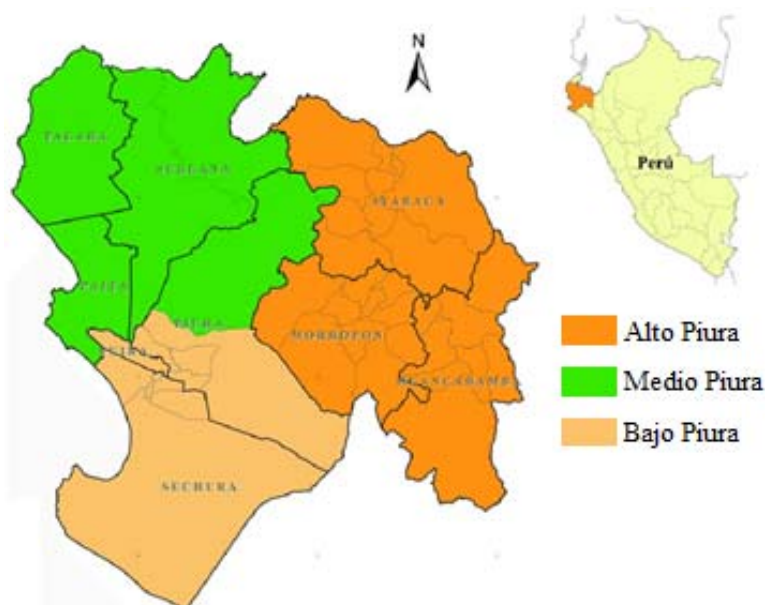 N
TALARA
SULLANA
AYABACA
PAITA
PIURA
MORROPON
HUANCABAMBA
SECHURA
Perú
Alto Piura
Medio Piura
Bajo Piura